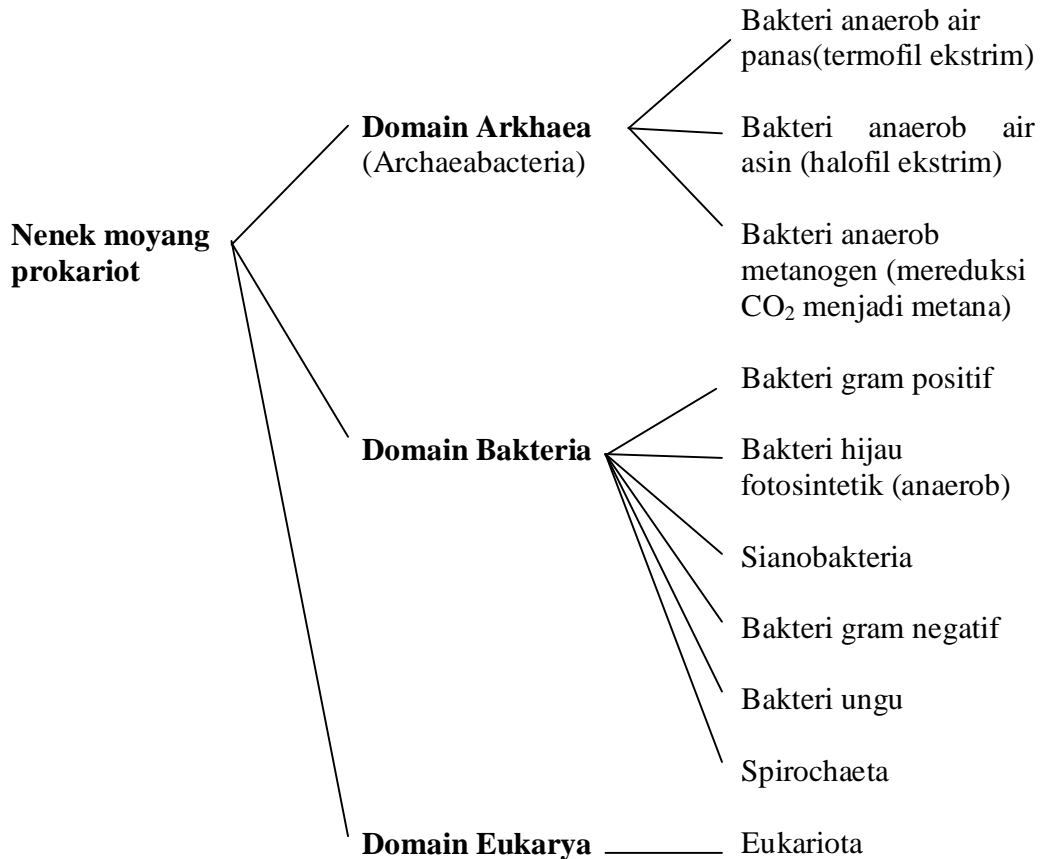 Nenek moyang
prokariot
Domain Arkhaea
(Archaeabacteria)
Bakteri anaerob air
panas(termofil ekstrim)
Bakteri anaerob air
asin (halofil ekstrim)
Bakteri anaerob
metanogen (mereduksi
CO₂ menjadi metana)
Domain Bakteria
Bakteri gram positif
Bakteri hijau
fotosintetik (anaerob)
Sianobakteria
Bakteri gram negatif
Bakteri ungu
Spirochaeta
Domain Eukarya
Eukariota